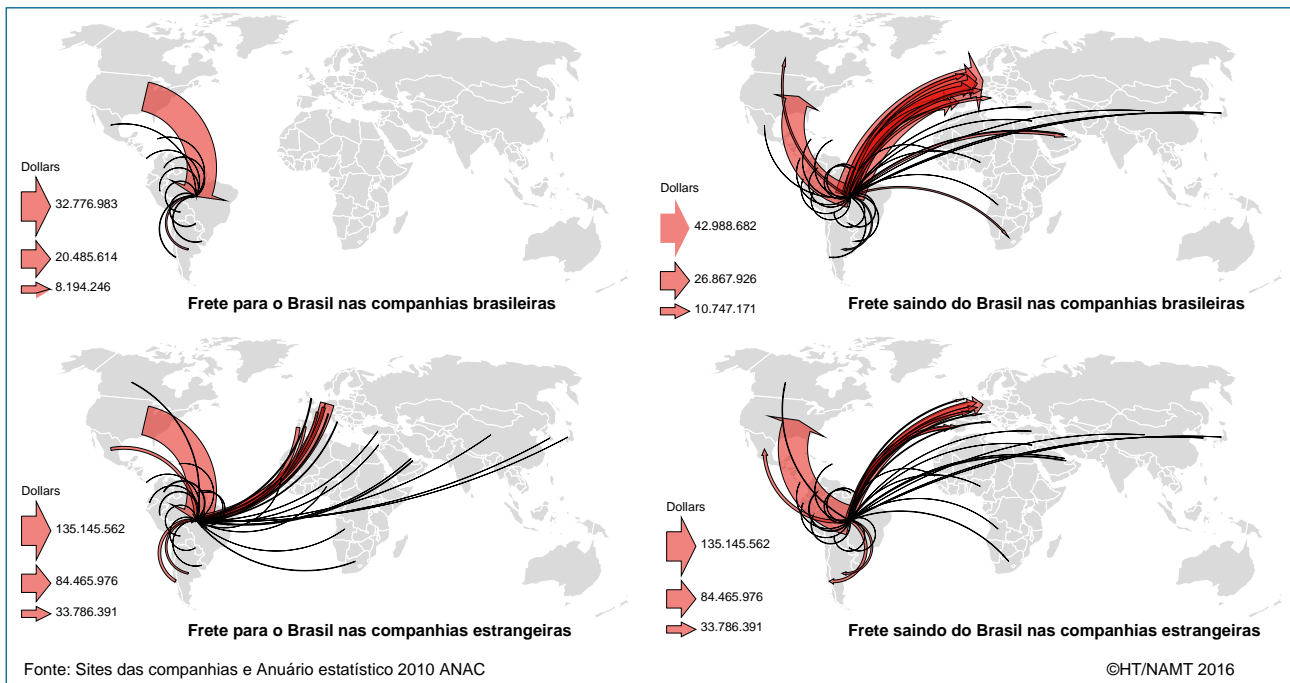 Dollars
32.776.983
20.485.614
8.194.246
Frete para o Brasil nas companhias brasileiras
Dollars
42.988.682
26.867.926
10.747.171
Frete saindo do Brasil nas companhias brasileiras
Dollars
135.145.562
84.465.976
33.786.391
Frete para o Brasil nas companhias estrangeiras
Dollars
135.145.562
84.465.976
33.786.391
Frete saindo do Brasil nas companhias estrangeiras
Fonte: Sites das companhias e Anuário estatístico 2010 ANAC
©HT/NAMT 2016